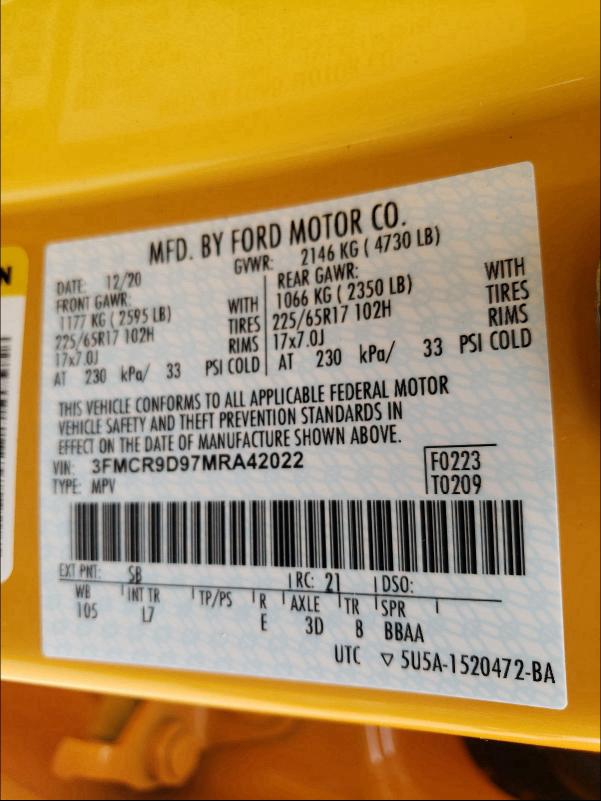 N
MFD. BY FORD MOTOR CO.
DATE: 12/20 GVWR: 2146 KG ( 4730 LB)
FRONT GAWR: REAR GAWR:
1177 KG ( 2595 LB) WITH 1066 KG ( 2350 LB) WITH
225/65R17 102H TIRES 225/65R17 102H TIRES
17x7.0J RIMS 17x7.0J RIMS
AT 230 kPa/ 33 PSI COLD AT 230 kPa/ 33 PSI COLD
THIS VEHICLE CONFORMS TO ALL APPLICABLE FEDERAL MOTOR
VEHICLE SAFETY AND THEFT PREVENTION STANDARDS IN
EFFECT ON THE DATE OF MANUFACTURE SHOWN ABOVE.
VIN: 3FMCR9D97MRA42022 F0223
TYPE: MPV T0209
EXT PNT: SB RC: 21 DSO:
WB INT TR TP/PS R AXLE TR SPR
105 L7 E 3D 8 BBAA
UTC ▽ 5U5A-1520472-BA